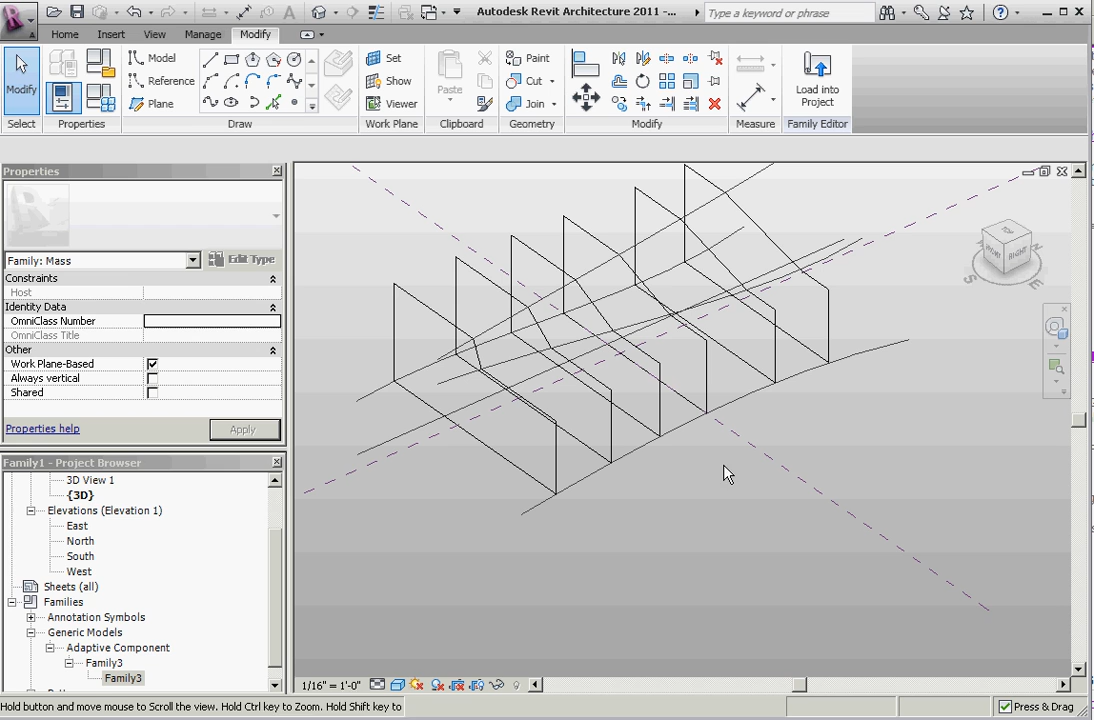 Autodesk Revit Architecture 2011 -...
Type a keyword or phrase
Home Insert View Manage Modify
Modify
Select
Properties
Model
Reference
Plane
Draw
Set
Show
Viewer
Work Plane
Paste
Clipboard
Paint
Cut
Join
Geometry
Modify
Measure
Load into
Project
Family Editor
Properties
Family: Mass Edit Type
Constraints
Host
Identity Data
OmniClass Number
OmniClass Title
Other
Work Plane-Based
Always vertical
Shared
Properties help Apply
Family1 - Project Browser
3D View 1
{3D}
Elevations (Elevation 1)
East
North
South
West
Sheets (all)
Families
Annotation Symbols
Generic Models
Adaptive Component
Family3
Family3
TOP
FRONT RIGHT
N
E
1/16" = 1'-0"
Hold button and move mouse to Scroll the view. Hold Ctrl key to Zoom. Hold Shift key to
Press & Drag